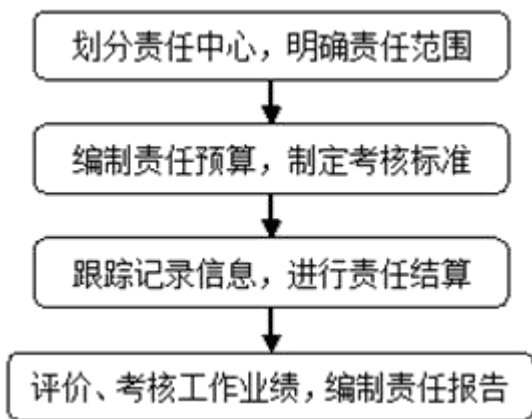 划分责任中心，明确责任范围
编制责任预算，制定考核标准
跟踪记录信息，进行责任结算
评价、考核工作业绩，编制责任报告